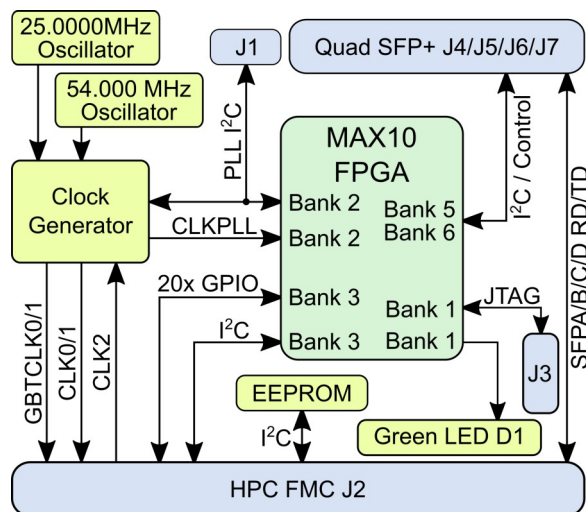 25.0000MHz
Oscillator
54.000 MHz
Oscillator
J1
Quad SFP+ J4/J5/J6/J7
PLL I²C
I²C / Control
SFPA/B/C/D RD/TD
MAX10
FPGA
Clock
Generator
Bank 2
Bank 5
Bank 6
CLKPLL
Bank 2
20x GPIO
Bank 3
Bank 1
JTAG
I²C
Bank 3
Bank 1
J3
GBTCLK0/1
CLK0/1
CLK2
EEPROM
I²C
Green LED D1
HPC FMC J2